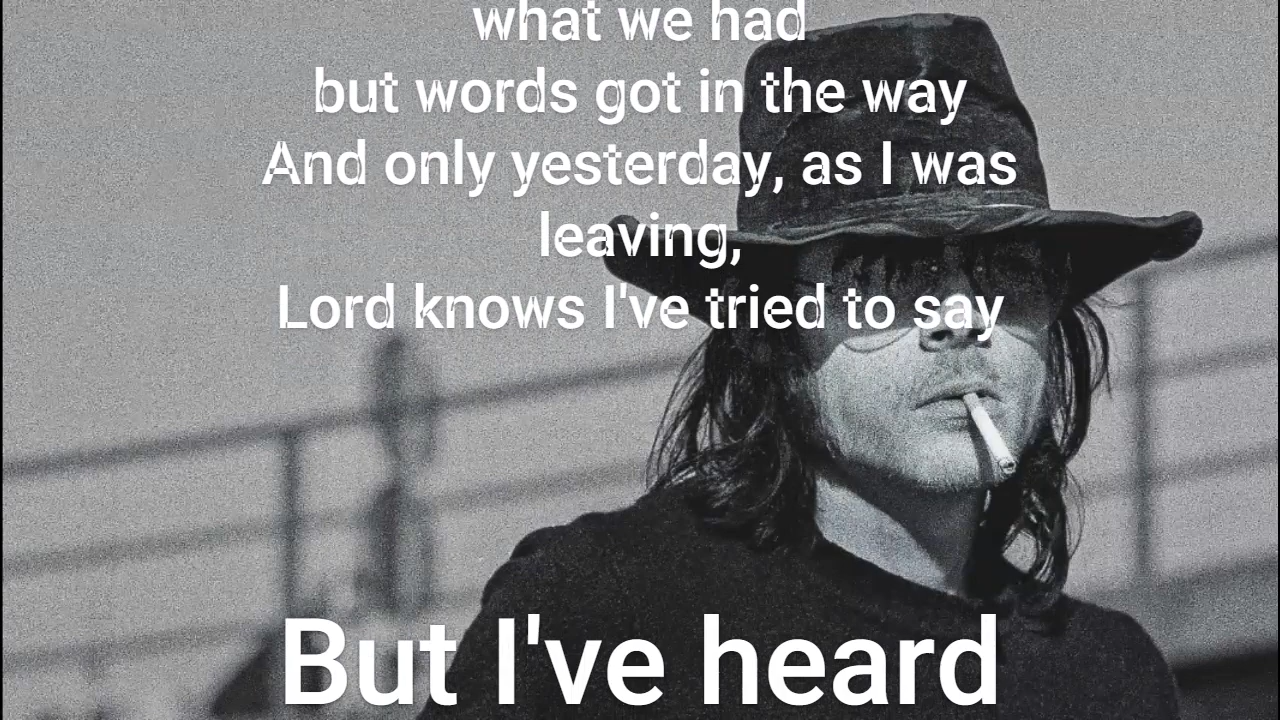 what we had
but words got in the way
And only yesterday, as I was
leaving,
Lord knows I've tried to say
But I've heard